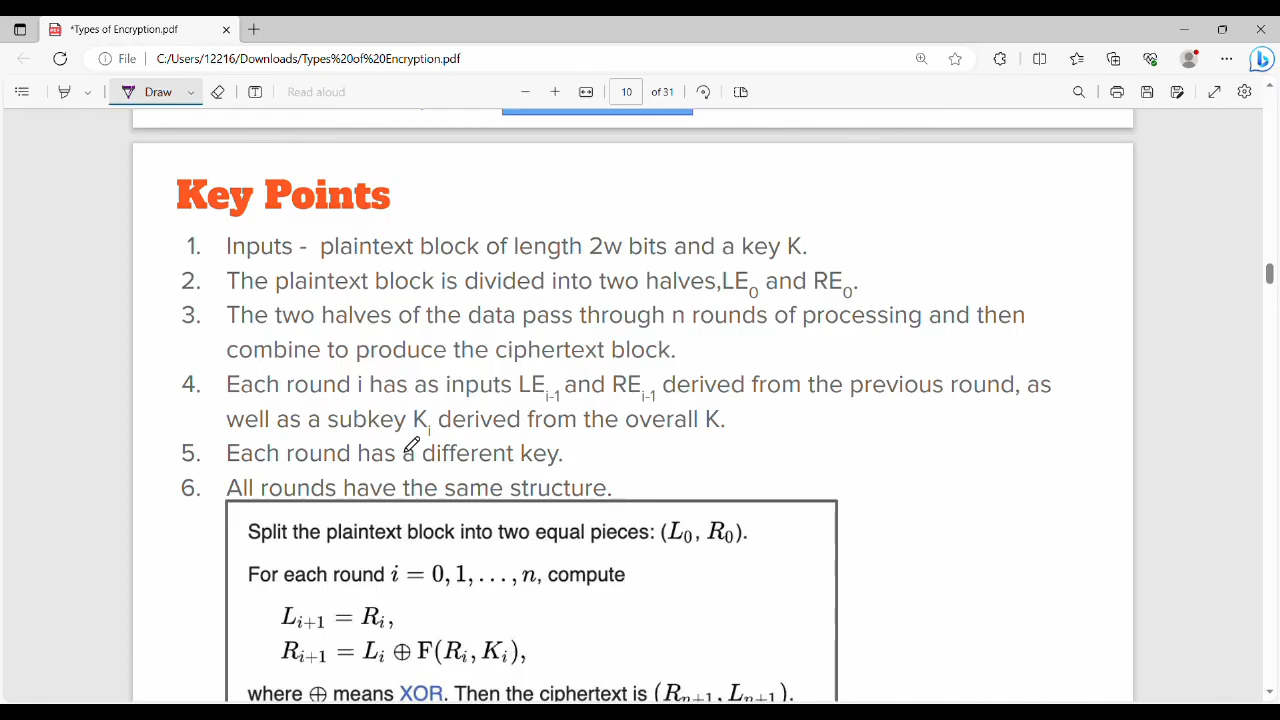 *Types of Encryption.pdf
File
C:/Users/12216/Downloads/Types%20of%20Encryption.pdf
Draw
Read aloud
10
of 31
Key Points
1. Inputs - plaintext block of length 2w bits and a key K.
2. The plaintext block is divided into two halves,LE₀ and RE₀.
3. The two halves of the data pass through n rounds of processing and then
combine to produce the ciphertext block.
4. Each round i has as inputs LEᵢ₋₁ and REᵢ₋₁ derived from the previous round, as
well as a subkey Kᵢ derived from the overall K.
5. Each round has a different key.
6. All rounds have the same structure.
Split the plaintext block into two equal pieces: (L₀, R₀).
For each round i = 0, 1, . . . , n, compute
Lᵢ₊₁ = Rᵢ,
Rᵢ₊₁ = Lᵢ ⊕ F(Rᵢ, Kᵢ),
where ⊕ means XOR. Then the ciphertext is (Rₙ₊₁, Lₙ₊₁).